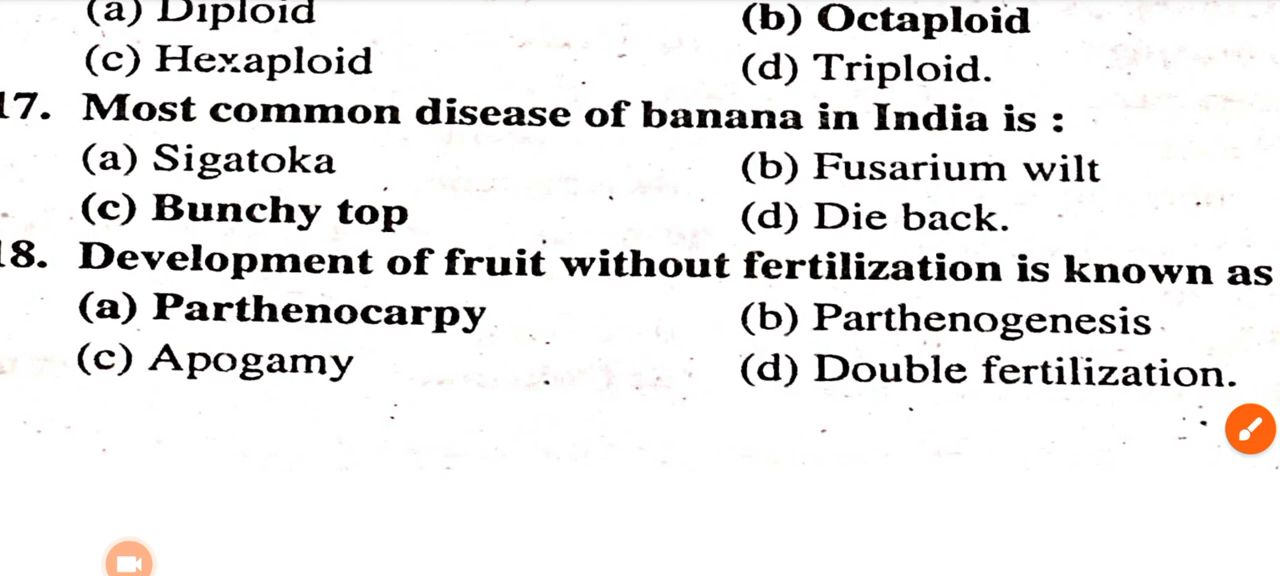 (a) Diploid (b) Octaploid
(c) Hexaploid (d) Triploid.
17. Most common disease of banana in India is :
(a) Sigatoka (b) Fusarium wilt
(c) Bunchy top (d) Die back.
18. Development of fruit without fertilization is known as
(a) Parthenocarpy (b) Parthenogenesis
(c) Apogamy (d) Double fertilization.